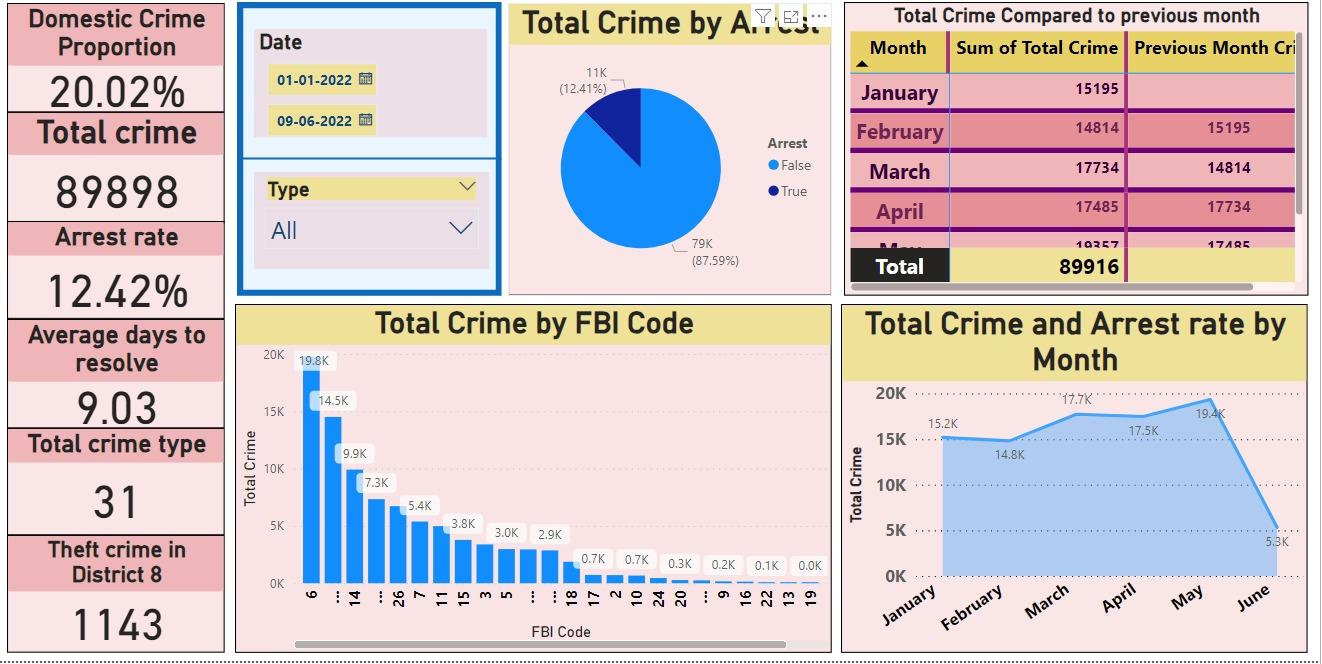 Domestic Crime
Proportion
20.02%
Total crime
89898
Arrest rate
12.42%
Average days to
resolve
9.03
Total crime type
31
Theft crime in
District 8
1143
Date
01-01-2022
09-06-2022
Type
All
Total Crime by Arrest
11K
(12.41%)
79K
(87.59%)
Arrest
False
True
Total Crime Compared to previous month
Month Sum of Total Crime Previous Month Cri
January 15195
February 14814 15195
March 17734 14814
April 17485 17734
May 19357 17485
Total 89916
Total Crime by FBI Code
Total Crime
20K
15K
10K
5K
0K
19.8K
14.5K
9.9K
7.3K
5.4K
3.8K
3.0K
2.9K
0.7K
0.7K
0.3K
0.2K
0.1K
0.0K
6 ... 14 ... 26 7 11 15 3 5 ... ... 18 17 2 10 24 20 ... 9 16 22 13 19
FBI Code
Total Crime and Arrest rate by
Month
Total Crime
20K
15K
10K
5K
0K
15.2K
14.8K
17.7K
17.5K
19.4K
5.3K
January February March April May June